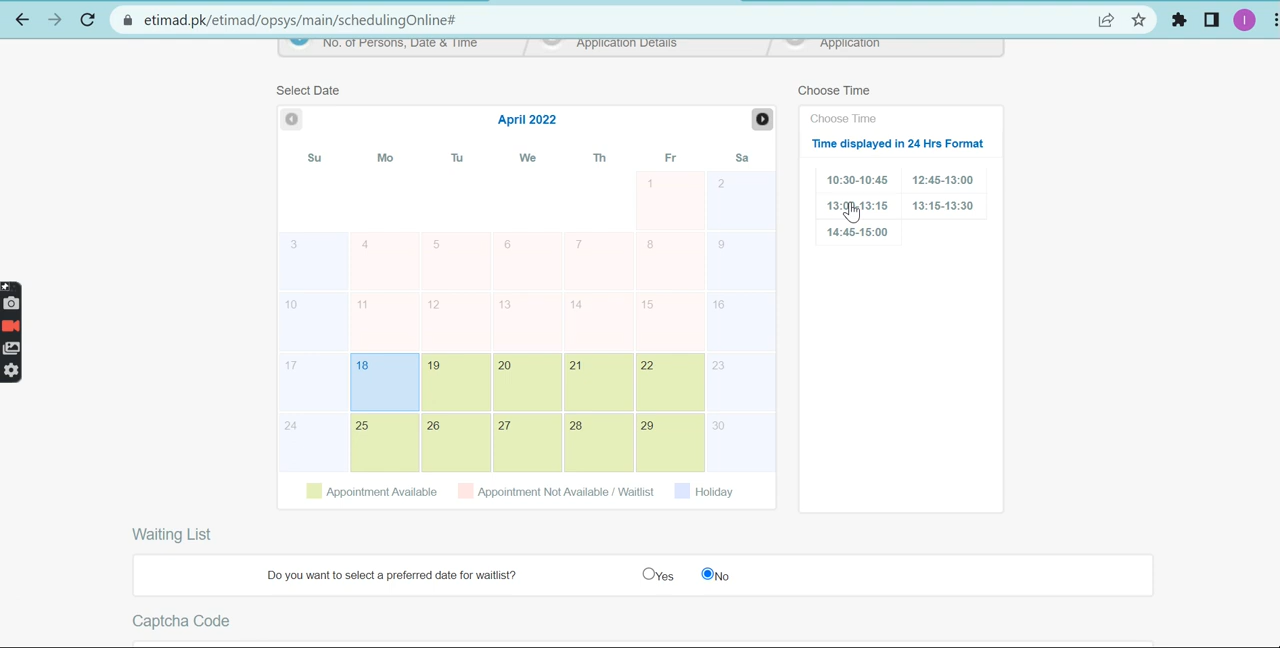 etimad.pk/etimad/opsys/main/schedulingOnline#
I
No. of Persons, Date & Time
Application Details
Application
Select Date
Choose Time
April 2022
Su Mo Tu We Th Fr Sa
1 2
3 4 5 6 7 8 9
10 11 12 13 14 15 16
17 18 19 20 21 22 23
24 25 26 27 28 29 30
Appointment Available Appointment Not Available / Waitlist Holiday
Choose Time
Time displayed in 24 Hrs Format
10:30-10:45 12:45-13:00
13:00-13:15 13:15-13:30
14:45-15:00
Waiting List
Do you want to select a preferred date for waitlist? Yes No
Captcha Code